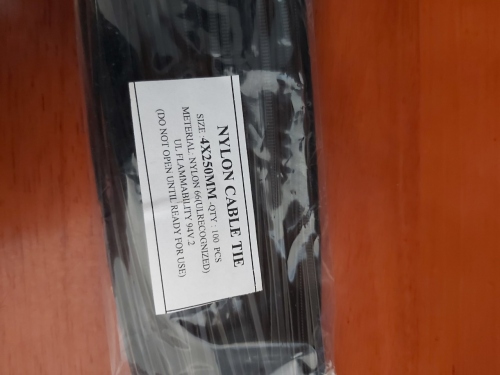 NYLON CABLE TIE
SIZE 4X250MM -QTY : 100 PCS
METERIAL: NYLON 66(ULRECOGNIZED)
UL FLAMMABILITY 94V 2
(DO NOT OPEN UNTIL READY FOR USE)